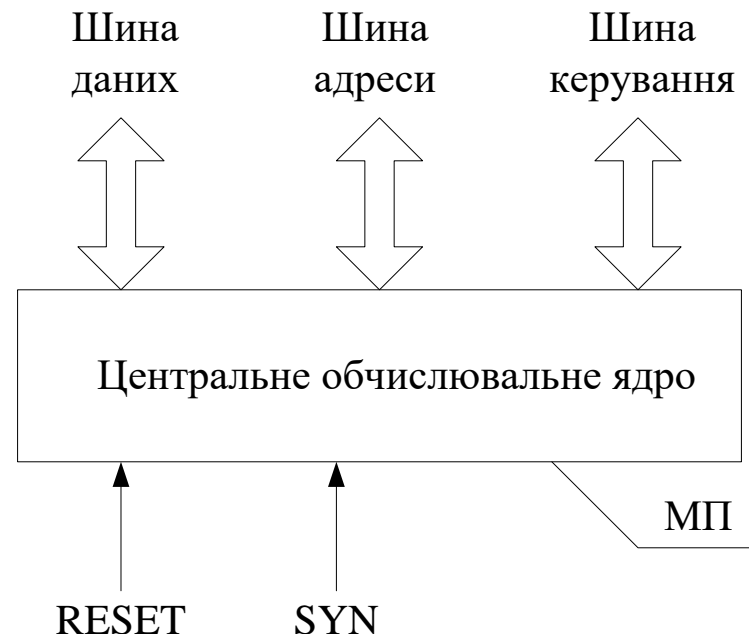 Шина
даних
Шина
адреси
Шина
керування
Центральне обчислювальне ядро
МП
RESET
SYN